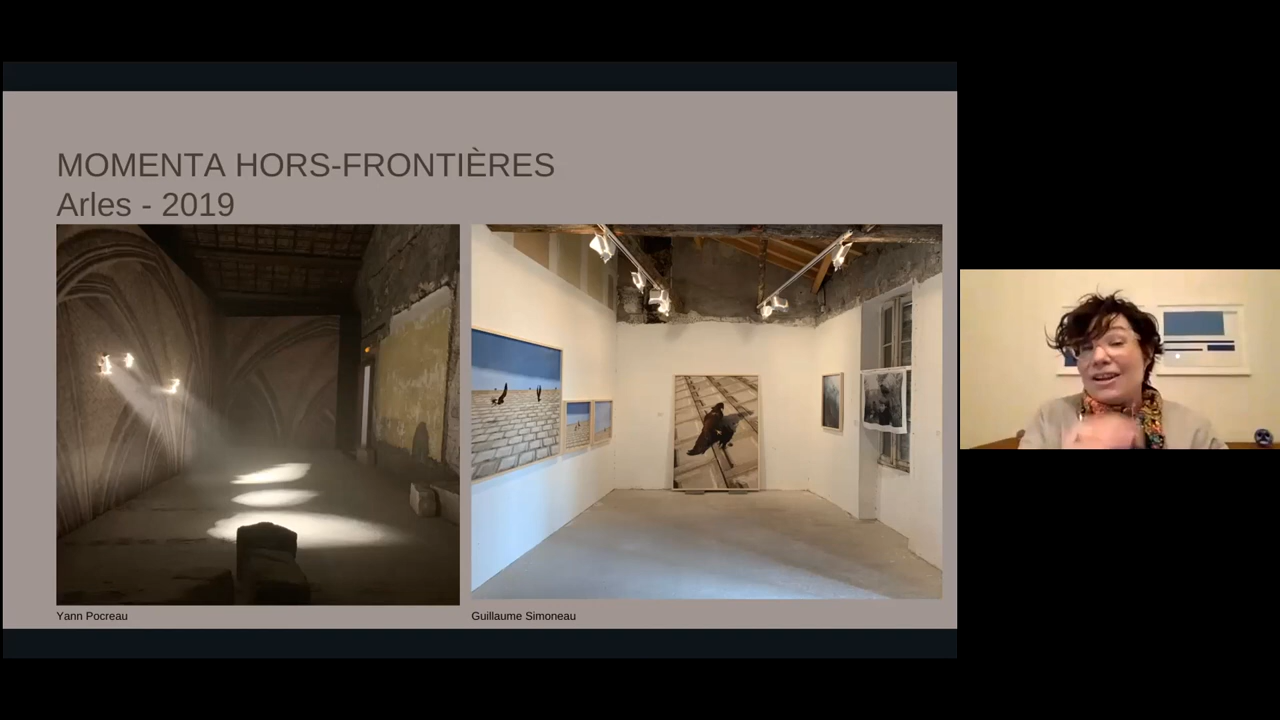 MOMENTA HORS-FRONTIÈRES
Arles - 2019
Yann Pocreau
Guillaume Simoneau